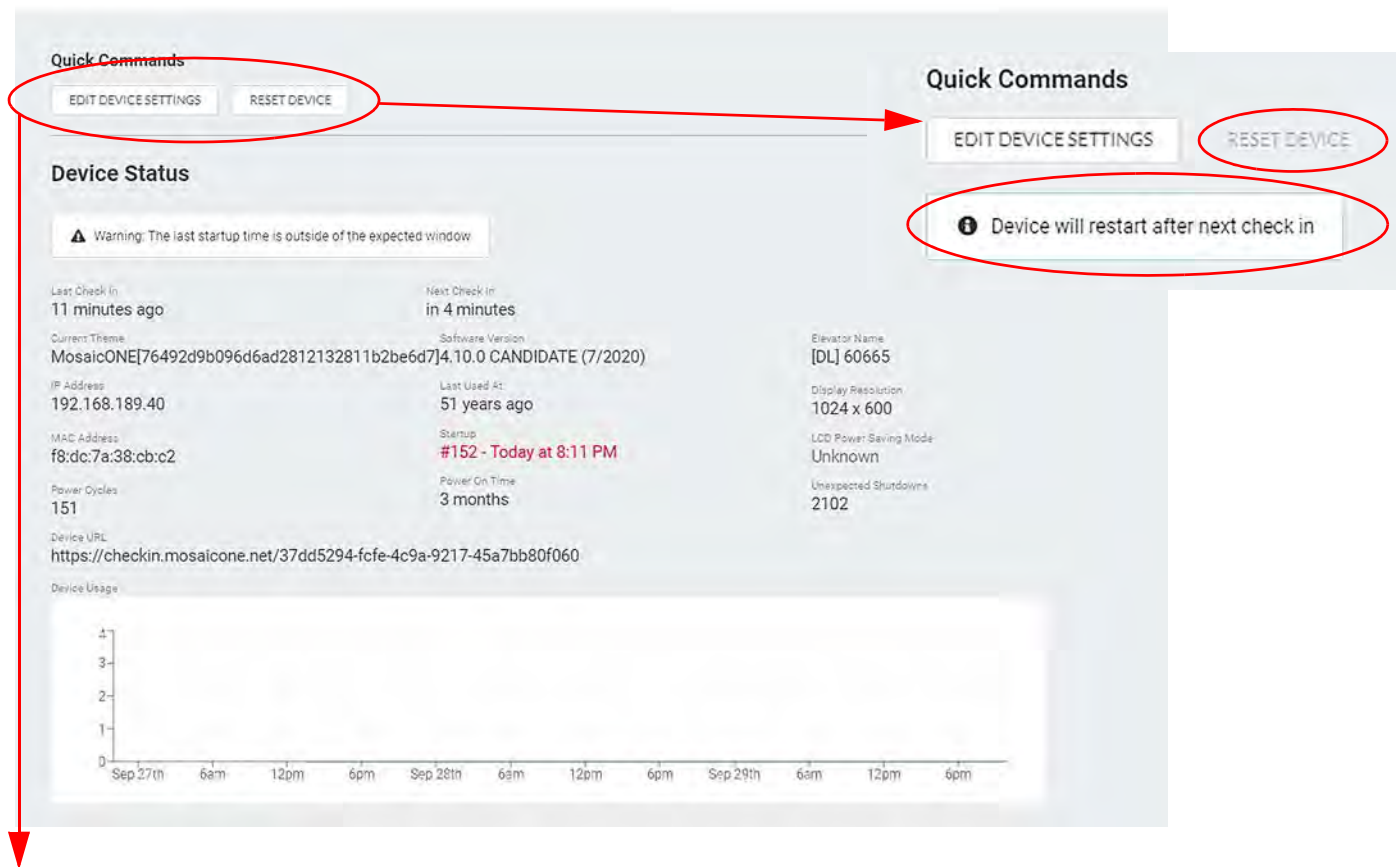 Quick Commands
EDIT DEVICE SETTINGS RESET DEVICE
Device Status
Warning: The last startup time is outside of the expected window
Last Check In Next Check In
11 minutes ago in 4 minutes
Current Theme Software Version Elevator Name
MosaicONE[76492d9b096d6ad2812132811b2be6d7]4.10.0 CANDIDATE (7/2020) [DL] 60665
IP Address Last Used At Display Resolution
192.168.189.40 51 years ago 1024 x 600
MAC Address Startup LCD Power Saving Mode
f8:dc:7a:38:cb:c2 #152 - Today at 8:11 PM Unknown
Power Cycles Power On Time Unexpected Shutdowns
151 3 months 2102
Device URL
https://checkin.mosaicone.net/37dd5294-fcfe-4c9a-9217-45a7bb80f060
Device Usage
4
3
2
1
0
Sep 27th 6am 12pm 6pm Sep 28th 6am 12pm 6pm Sep 29th 6am 12pm 6pm
Quick Commands
EDIT DEVICE SETTINGS RESET DEVICE
Device will restart after next check in